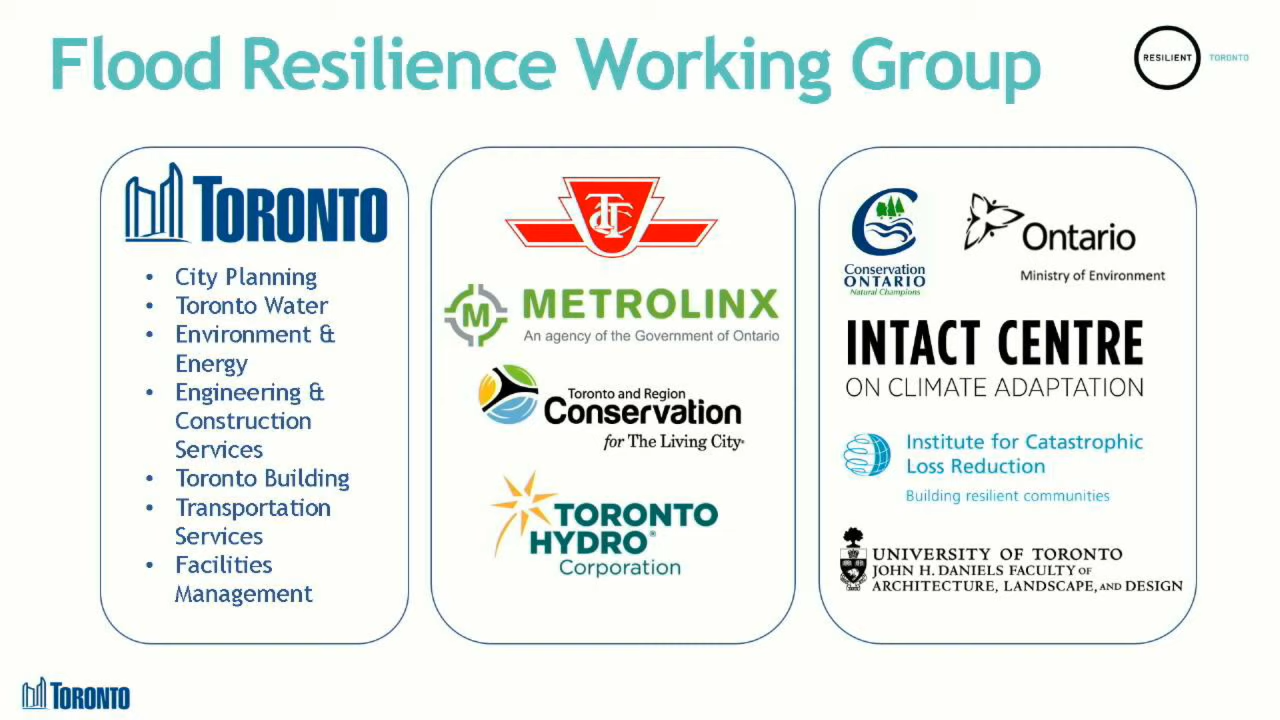 Flood Resilience Working Group
RESILIENT TORONTO
TORONTO
• City Planning
• Toronto Water
• Environment &
Energy
• Engineering &
Construction
Services
• Toronto Building
• Transportation
Services
• Facilities
Management
TTC
M METROLINX
An agency of the Government of Ontario
Toronto and Region
Conservation
for The Living City·
TORONTO
HYDRO®
Corporation
Conservation
ONTARIO
Natural Champions
Ontario
Ministry of Environment
INTACT CENTRE
ON CLIMATE ADAPTATION
Institute for Catastrophic
Loss Reduction
Building resilient communities
UNIVERSITY OF TORONTO
JOHN H. DANIELS FACULTY OF
ARCHITECTURE, LANDSCAPE, AND DESIGN
TORONTO